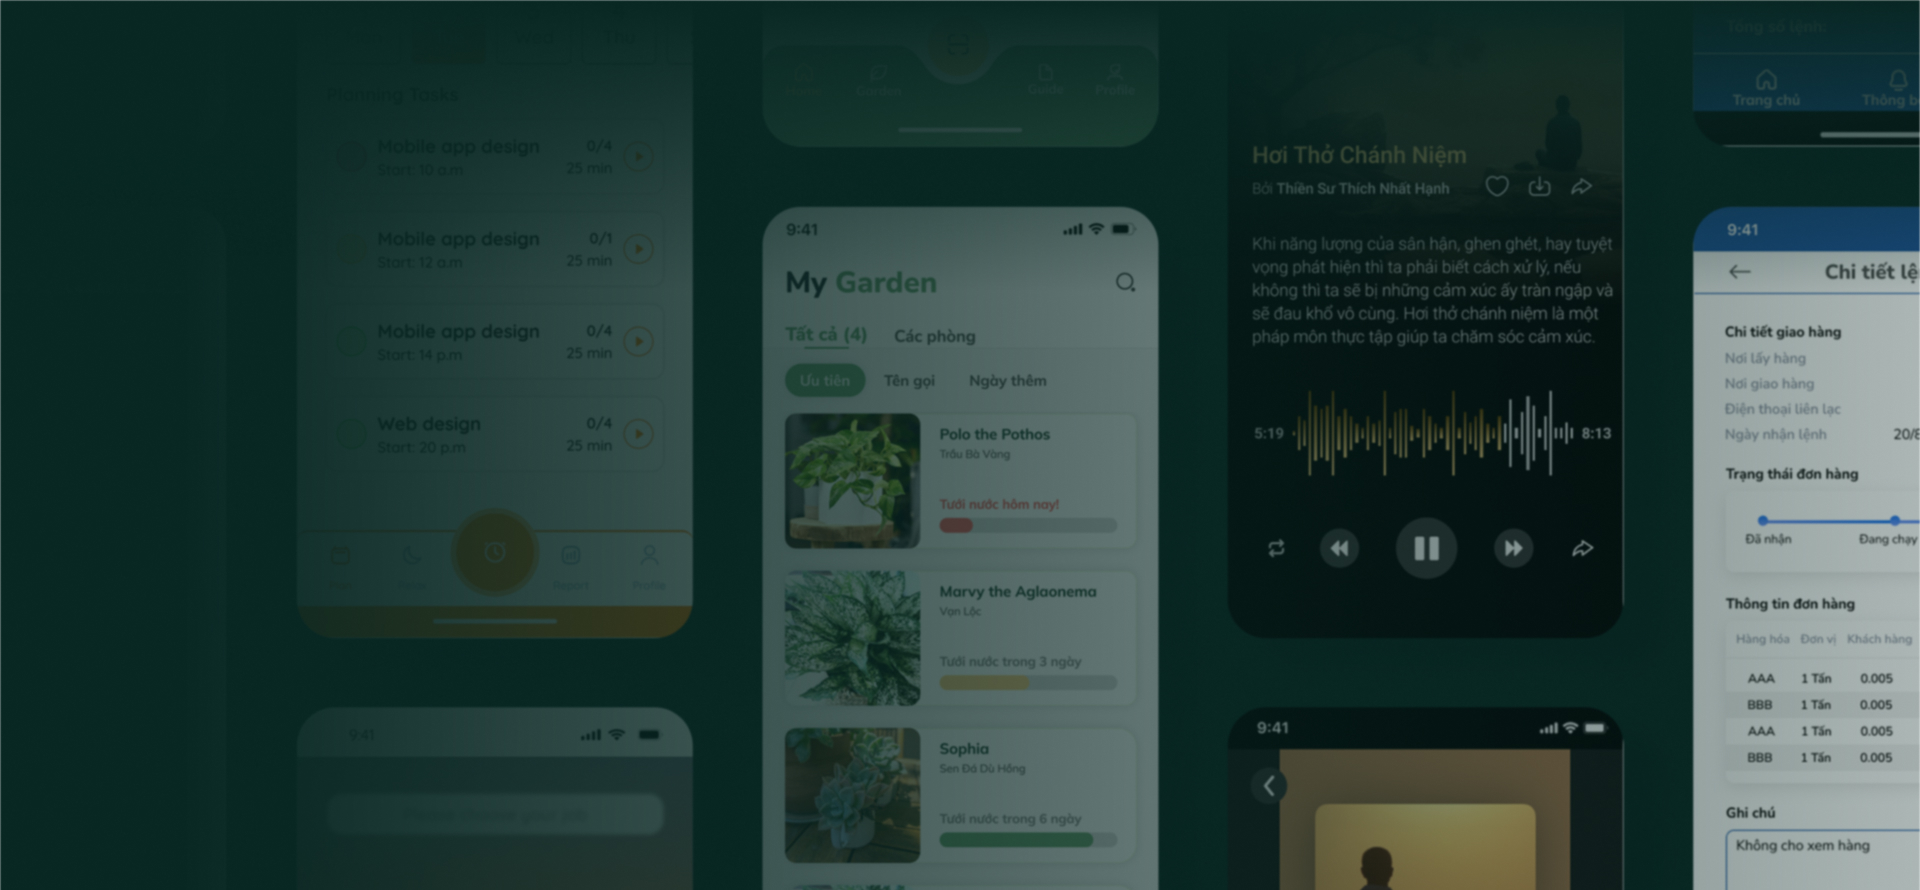 Thu
Planning Tasks
Mobile app design
0/4
Start: 10 a.m
25 min
Mobile app design
0/1
Start: 12 a.m
25 min
Mobile app design
0/4
Start: 14 p.m
25 min
Web design
0/4
Start: 20 p.m
25 min
Report
Profile
9:41
Garden
Guide
Profile
9:41
My Garden
Tất cả (4)
Các phòng
Ưu tiên
Tên gọi
Ngày thêm
Polo the Pothos
Trầu Bà Vàng
Tưới nước hôm nay!
Marvy the Aglaonema
Vạn Lộc
Tưới nước trong 3 ngày
Sophia
Sen Đá Dù Hồng
Tưới nước trong 6 ngày
Hơi Thở Chánh Niệm
Bởi Thiền Sư Thích Nhất Hạnh
Khi năng lượng của sân hận, ghen ghét, hay tuyệt
vọng phát hiện thì ta phải biết cách xử lý, nếu
không thì ta sẽ bị những cảm xúc ấy tràn ngập và
sẽ đau khổ vô cùng. Hơi thở chánh niệm là một
pháp môn thực tập giúp ta chăm sóc cảm xúc.
5:19
8:13
9:41
Tổng số lệnh:
Trang chủ
Thông b
9:41
Chi tiết lệ
Chi tiết giao hàng
Nơi lấy hàng
Nơi giao hàng
Điện thoại liên lạc
Ngày nhận lệnh
20/8
Trạng thái đơn hàng
Đã nhận
Đang chạy
Thông tin đơn hàng
Hàng hóa Đơn vị Khách hàng
AAA 1 Tấn 0.005
BBB 1 Tấn 0.005
AAA 1 Tấn 0.005
BBB 1 Tấn 0.005
Ghi chú
Không cho xem hàng